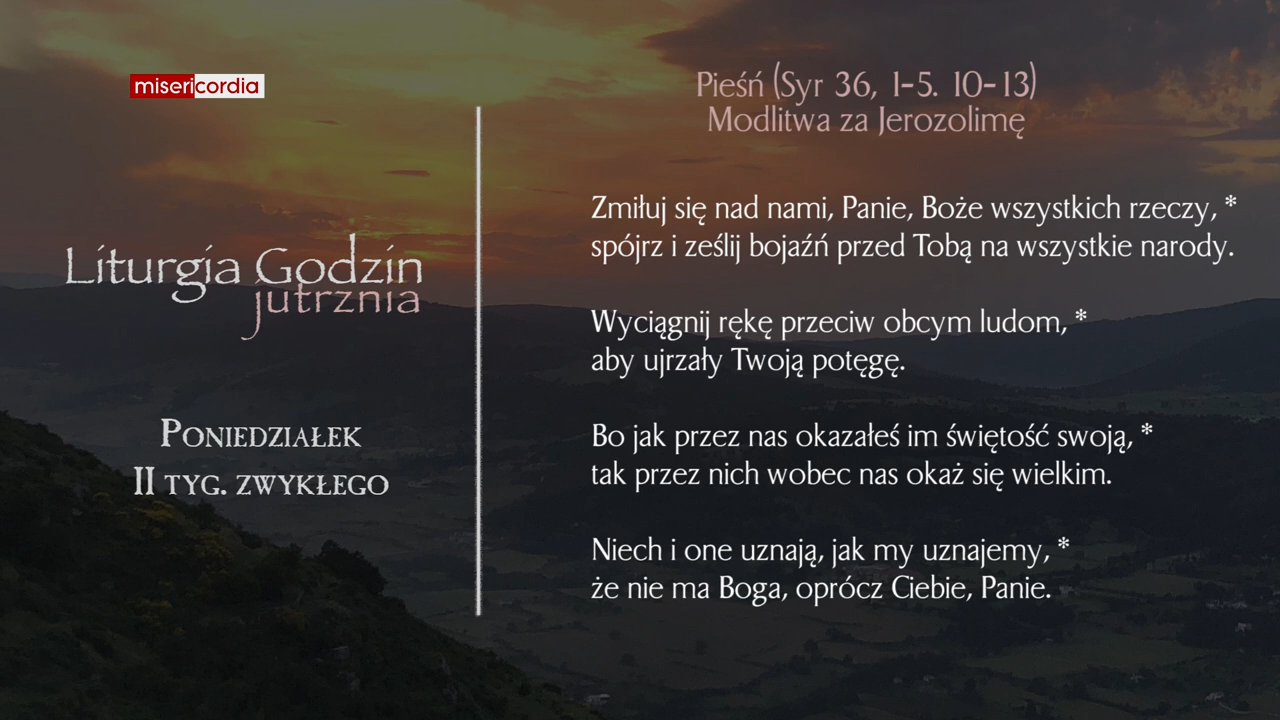 misericordia
Liturgia Godzin
jutrznia
Poniedziałek
II tyg. zwykłego
Pieśń (Syr 36, 1-5. 10-13)
Modlitwa za Jerozolimę
Zmiłuj się nad nami, Panie, Boże wszystkich rzeczy, *
spójrz i ześlij bojaźń przed Tobą na wszystkie narody.
Wyciągnij rękę przeciw obcym ludom, *
aby ujrzały Twoją potęgę.
Bo jak przez nas okazałeś im świętość swoją, *
tak przez nich wobec nas okaż się wielkim.
Niech i one uznają, jak my uznajemy, *
że nie ma Boga, oprócz Ciebie, Panie.